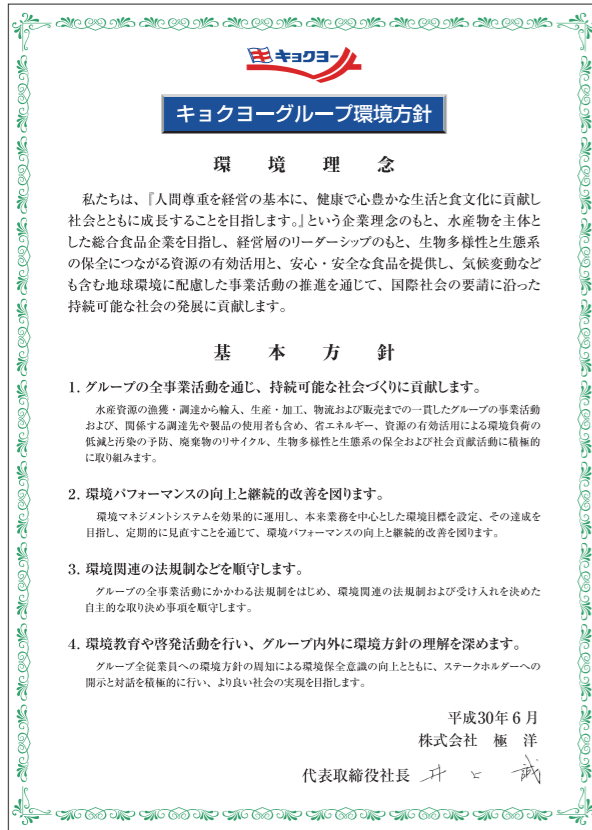 キョクヨー
キョクヨーグループ環境方針
環 境 理 念
私たちは、『人間尊重を経営の基本に、健康で心豊かな生活と食文化に貢献し
社会とともに成長することを目指します。』という企業理念のもと、水産物を主体と
した総合食品企業を目指し、経営層のリーダーシップのもと、生物多様性と生態系
の保全につながる資源の有効活用と、安心・安全な食品を提供し、気候変動など
も含む地球環境に配慮した事業活動の推進を通じて、国際社会の要請に沿った
持続可能な社会の発展に貢献します。
基 本 方 針
1. グループの全事業活動を通じ、持続可能な社会づくりに貢献します。
水産資源の漁獲・調達から輸入、生産・加工、物流および販売までの一貫したグループの事業活動
および、関係する調達先や製品の使用者も含め、省エネルギー、資源の有効活用による環境負荷の
低減と汚染の予防、廃棄物のリサイクル、生物多様性と生態系の保全および社会貢献活動に積極的
に取り組みます。
2. 環境パフォーマンスの向上と継続的改善を図ります。
環境マネジメントシステムを効果的に運用し、本来業務を中心とした環境目標を設定、その達成を
目指し、定期的に見直すことを通じて、環境パフォーマンスの向上と継続的改善を図ります。
3. 環境関連の法規制などを順守します。
グループの全事業活動にかかわる法規制をはじめ、環境関連の法規制および受け入れを決めた
自主的な取り決め事項を順守します。
4. 環境教育や啓発活動を行い、グループ内外に環境方針の理解を深めます。
グループ全従業員への環境方針の周知による環境保全意識の向上とともに、ステークホルダーへの
開示と対話を積極的に行い、より良い社会の実現を目指します。
平成30年6月
株式会社 極 洋
代表取締役社長 井上 誠